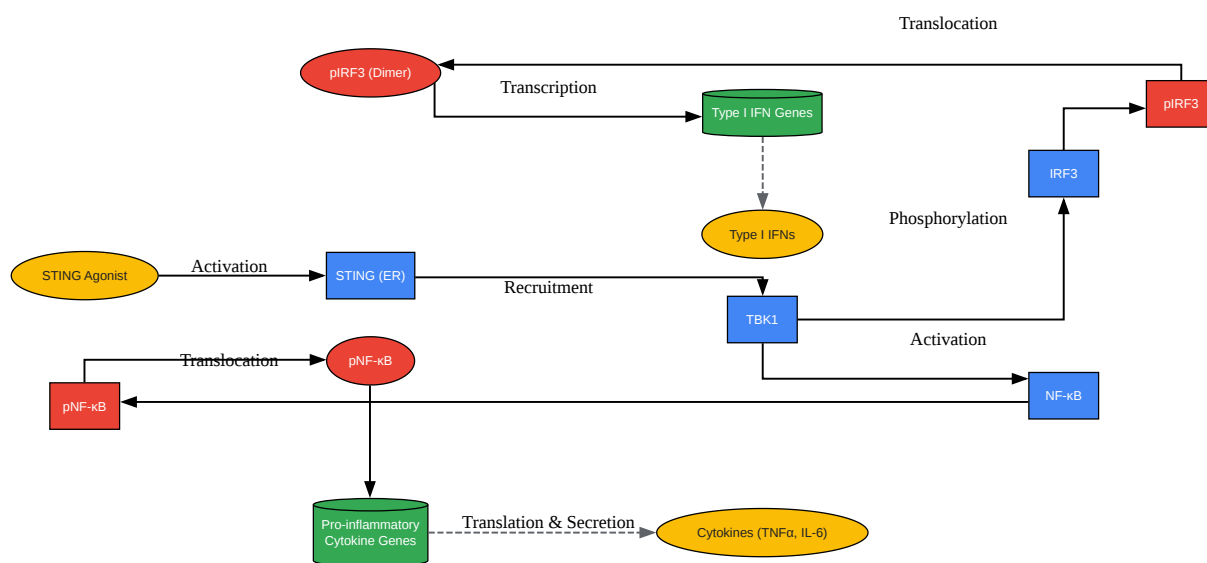 Translocation
pIRF3 (Dimer)
Transcription
Type I IFN Genes
pIRF3
IRF3
Phosphorylation
Type I IFNs
STING Agonist
Activation
STING (ER)
Recruitment
TBK1
Activation
Translocation
pNF-κB
pNF-κB
NF-κB
Pro-inflammatory
Cytokine Genes
Translation & Secretion
Cytokines (TNFα, IL-6)